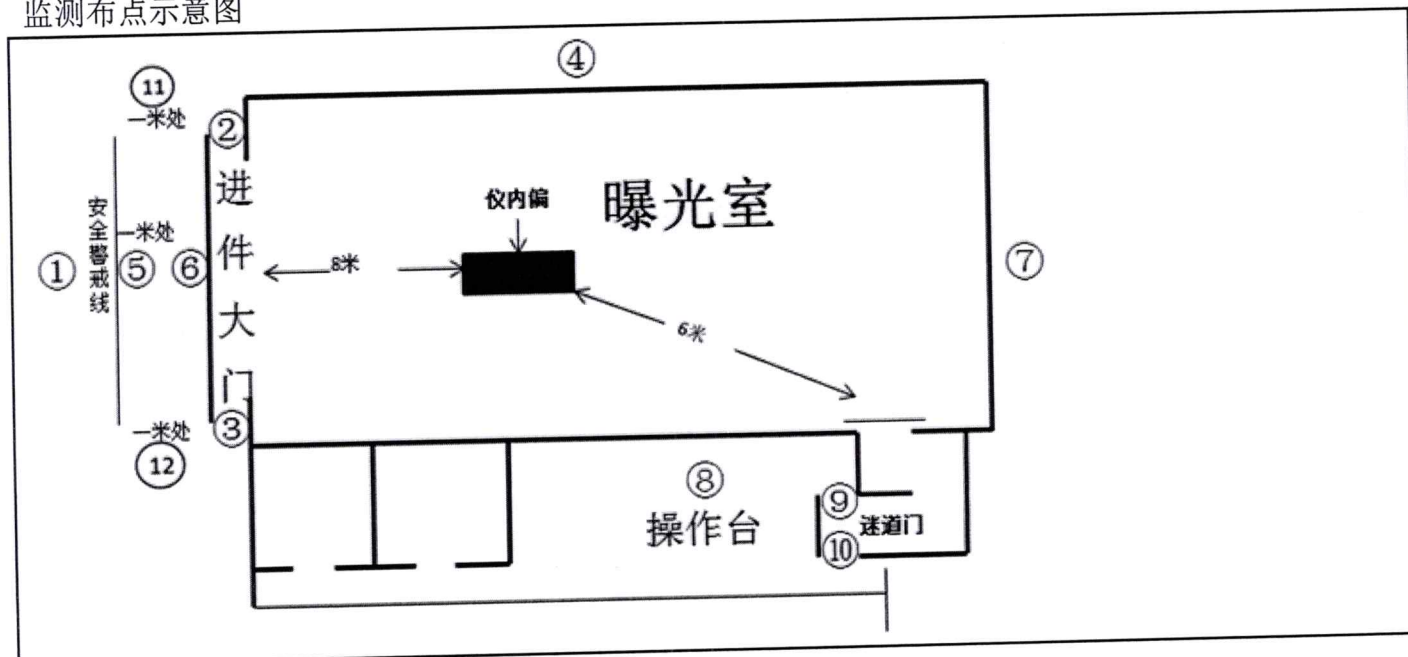 监测布点示意图
④
11
一米处
②
进件大门
仪内偏
曝光室
安全警戒线
一米处
①
⑤
⑥
8米
⑦
6米
③
一米处
12
⑧
操作台
⑨
迷道门
⑩